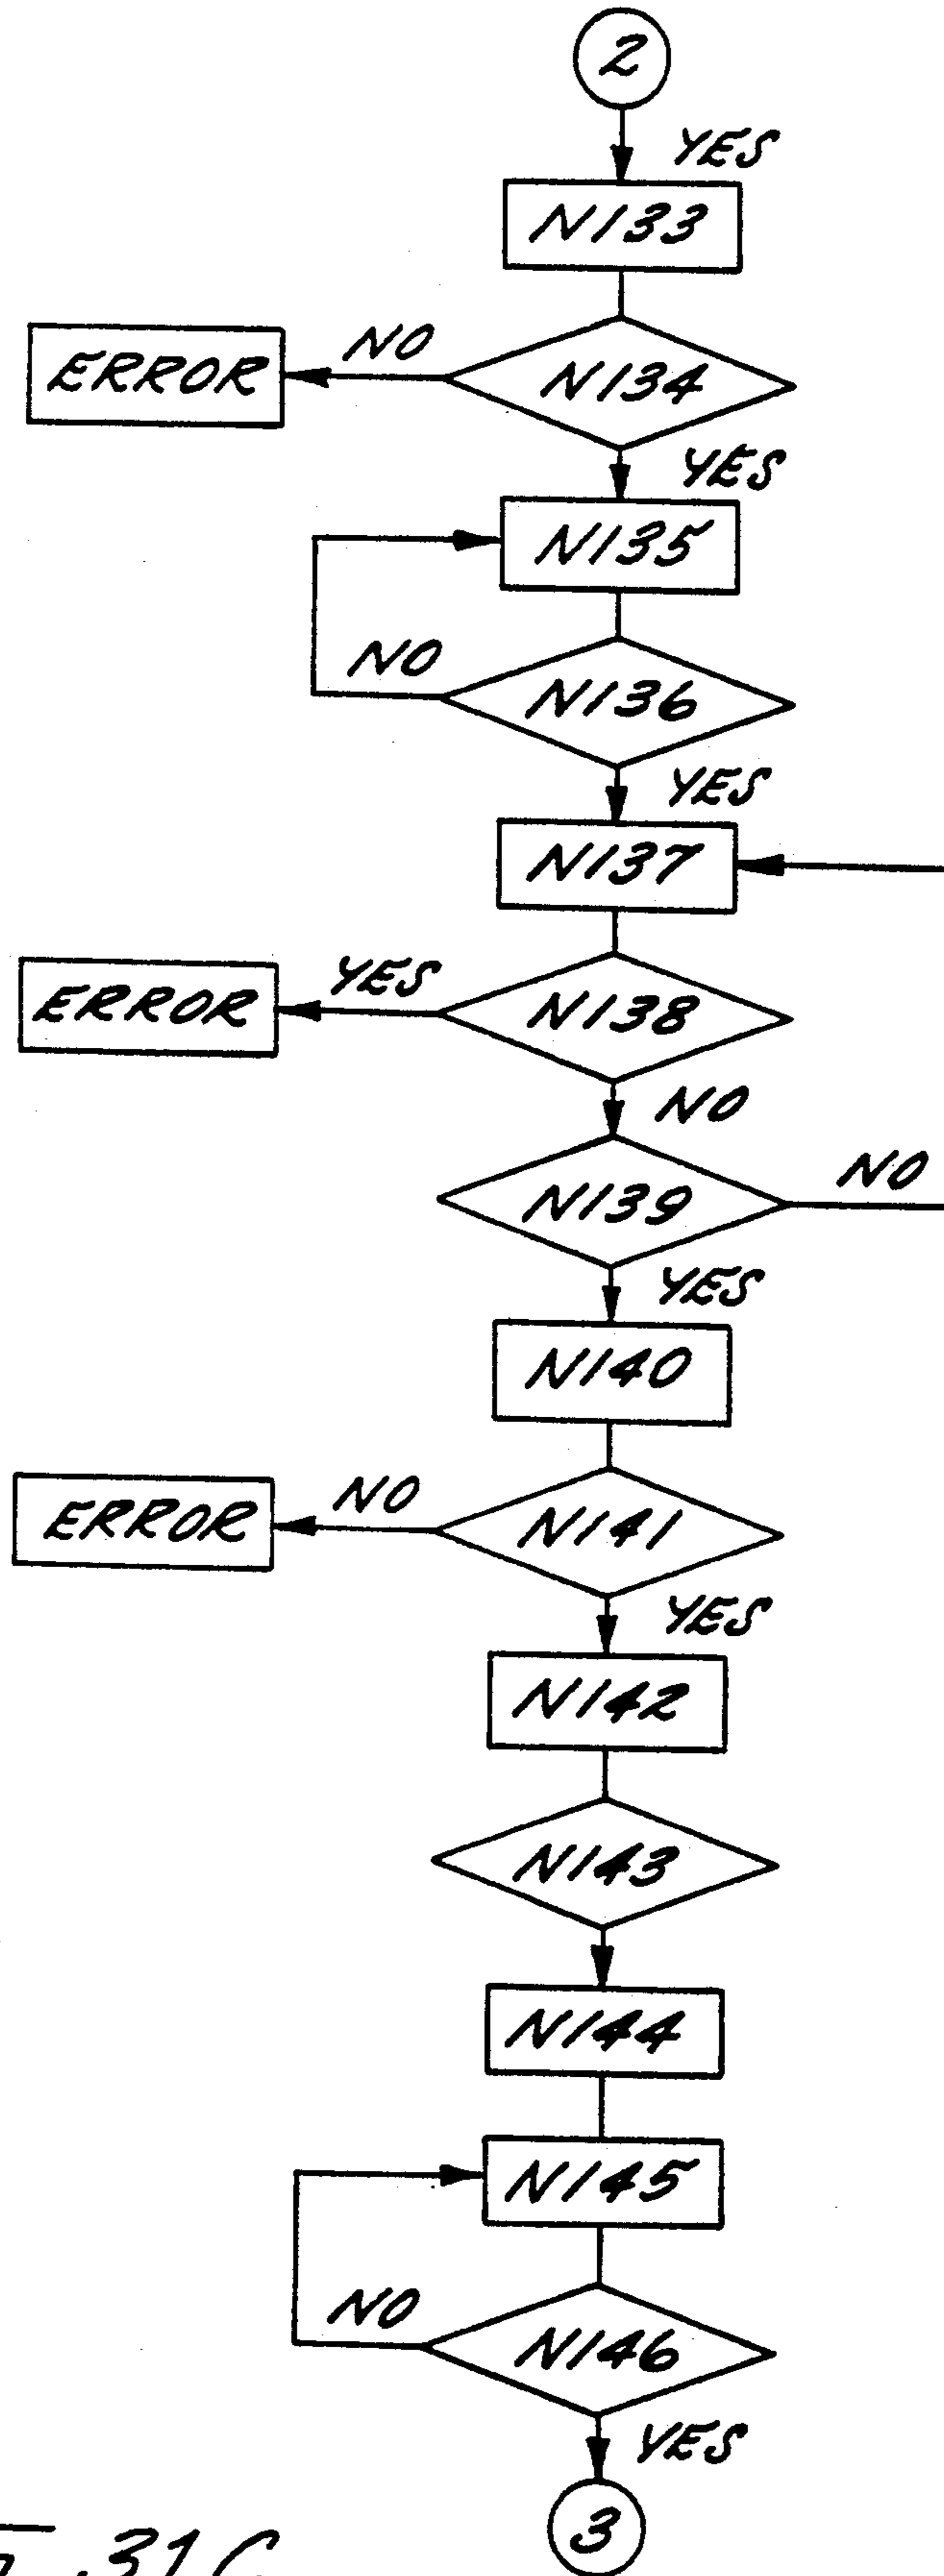 2
YES
N133
ERROR
NO
N134
YES
N135
NO
N136
YES
N137
ERROR
YES
N138
NO
N139
NO
YES
N140
ERROR
NO
N141
YES
N142
N143
N144
N145
NO
N146
YES
3
31C